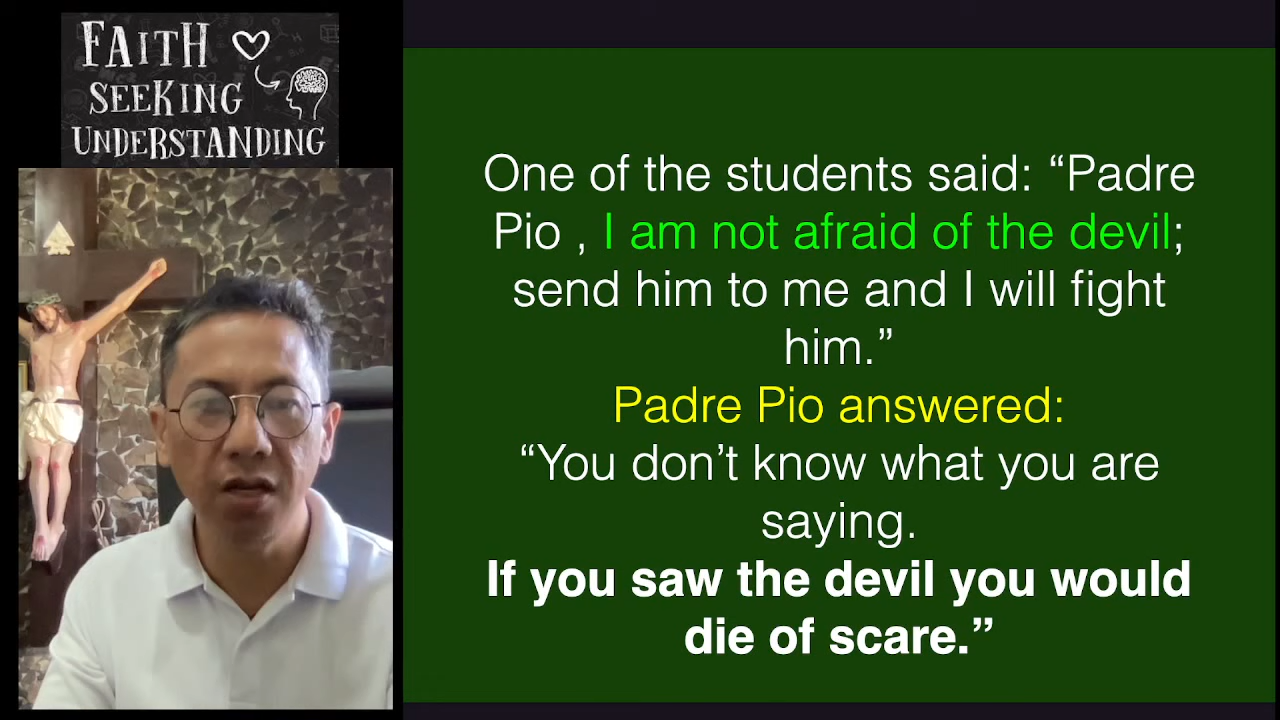 FAITH
SEEKING
UNDERSTANDING
One of the students said: “Padre
Pio , I am not afraid of the devil;
send him to me and I will fight
him.”
Padre Pio answered:
“You don’t know what you are
saying.
If you saw the devil you would
die of scare.”